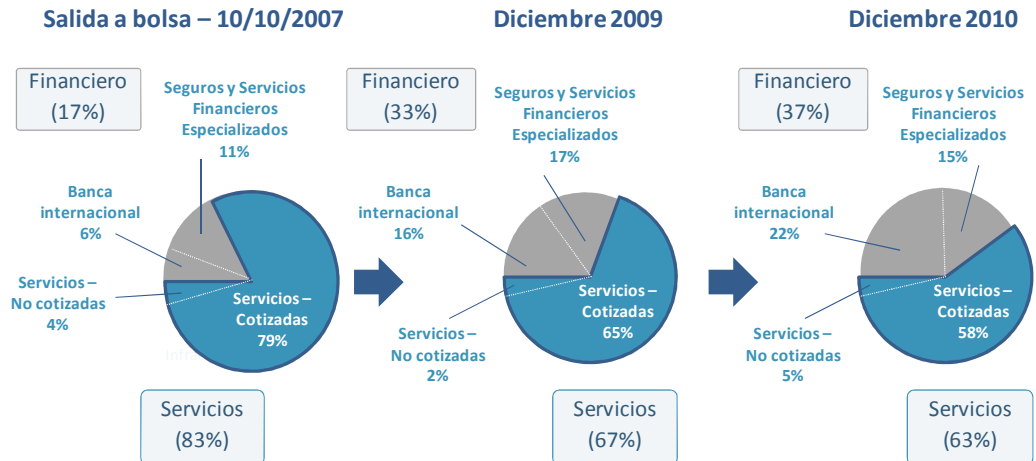 Salida a bolsa – 10/10/2007
Financiero
(17%)
Seguros y Servicios
Financieros
Especializados
11%
Banca
internacional
6%
Servicios –
No cotizadas
4%
Servicios –
Cotizadas
79%
Servicios
(83%)
Diciembre 2009
Financiero
(33%)
Seguros y Servicios
Financieros
Especializados
17%
Banca
internacional
16%
Servicios –
No cotizadas
2%
Servicios –
Cotizadas
65%
Servicios
(67%)
Diciembre 2010
Financiero
(37%)
Seguros y Servicios
Financieros
Especializados
15%
Banca
internacional
22%
Servicios –
No cotizadas
5%
Servicios –
Cotizadas
58%
Servicios
(63%)